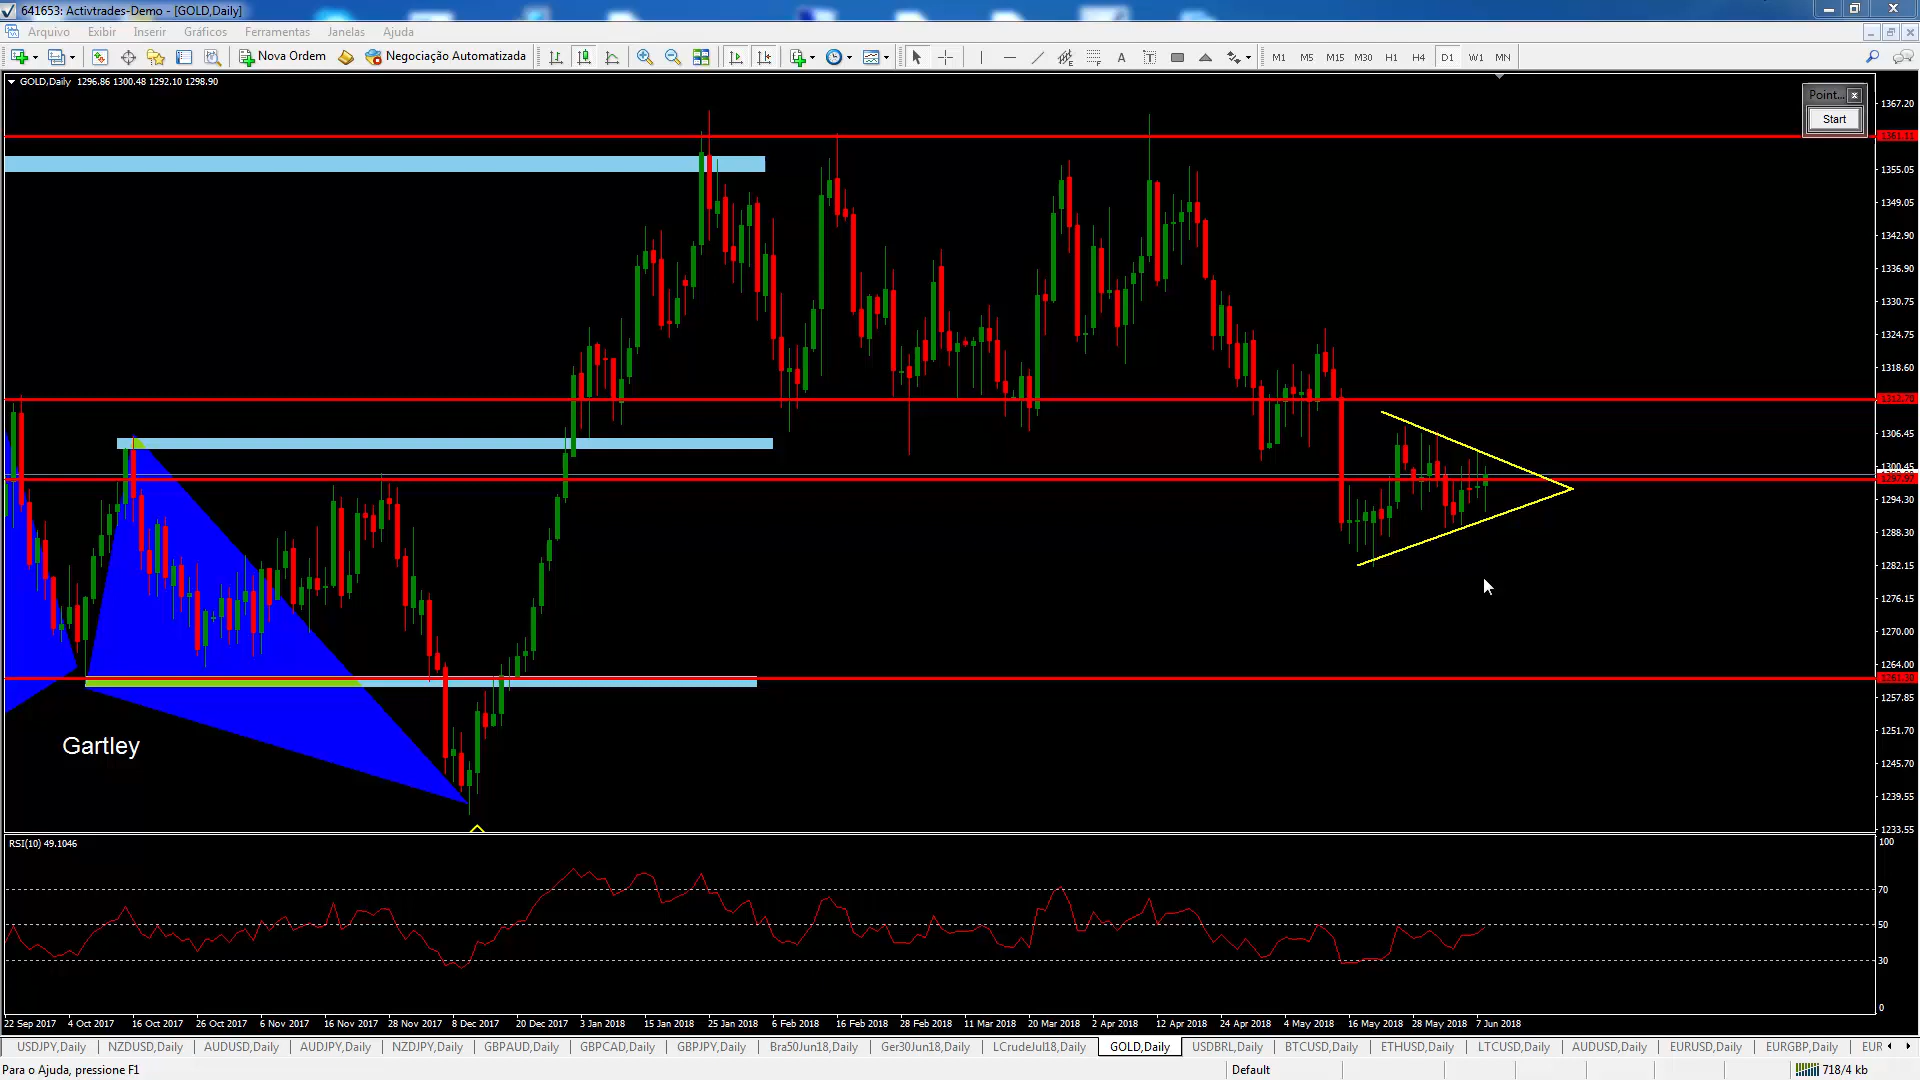 641653: Activtrades-Demo - [GOLD,Daily]
Arquivo Exibir Inserir Gráficos Ferramentas Janelas Ajuda
Nova Ordem Negociação Automatizada A T M1 M5 M15 M30 H1 H4 D1 W1 MN
GOLD,Daily 1296.86 1300.48 1292.10 1298.90
Point... x
Start
1367.20
1361.11
1355.05
1349.05
1342.90
1336.90
1330.75
1324.75
1318.60
1312.70
1306.45
1300.45
1297.97
1294.30
1288.30
1282.15
1276.15
1270.00
1264.00
1261.30
1257.85
1251.70
1245.70
1239.55
1233.55
Gartley
RSI(10) 49.1046
100
70
50
30
0
22 Sep 2017 4 Oct 2017 16 Oct 2017 26 Oct 2017 6 Nov 2017 16 Nov 2017 28 Nov 2017 8 Dec 2017 20 Dec 2017 3 Jan 2018 15 Jan 2018 25 Jan 2018 6 Feb 2018 16 Feb 2018 28 Feb 2018 11 Mar 2018 20 Mar 2018 2 Apr 2018 12 Apr 2018 24 Apr 2018 4 May 2018 16 May 2018 28 May 2018 7 Jun 2018
USDJPY,Daily NZDUSD,Daily AUDUSD,Daily AUDJPY,Daily NZDJPY,Daily GBPAUD,Daily GBPCAD,Daily GBPJPY,Daily Bra50Jun18,Daily Ger30Jun18,Daily LCrudeJul18,Daily GOLD,Daily USDBRL,Daily BTCUSD,Daily ETHUSD,Daily LTCUSD,Daily AUDUSD,Daily EURUSD,Daily EURGBP,Daily EUR
Para o Ajuda, pressione F1 Default 718/4 kb